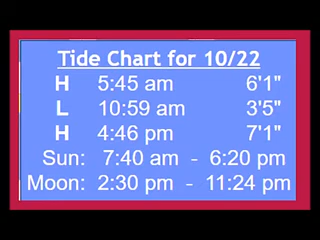 Tide Chart for 10/22
H 5:45 am 6'1"
L 10:59 am 3'5"
H 4:46 pm 7'1"
Sun: 7:40 am - 6:20 pm
Moon: 2:30 pm - 11:24 pm